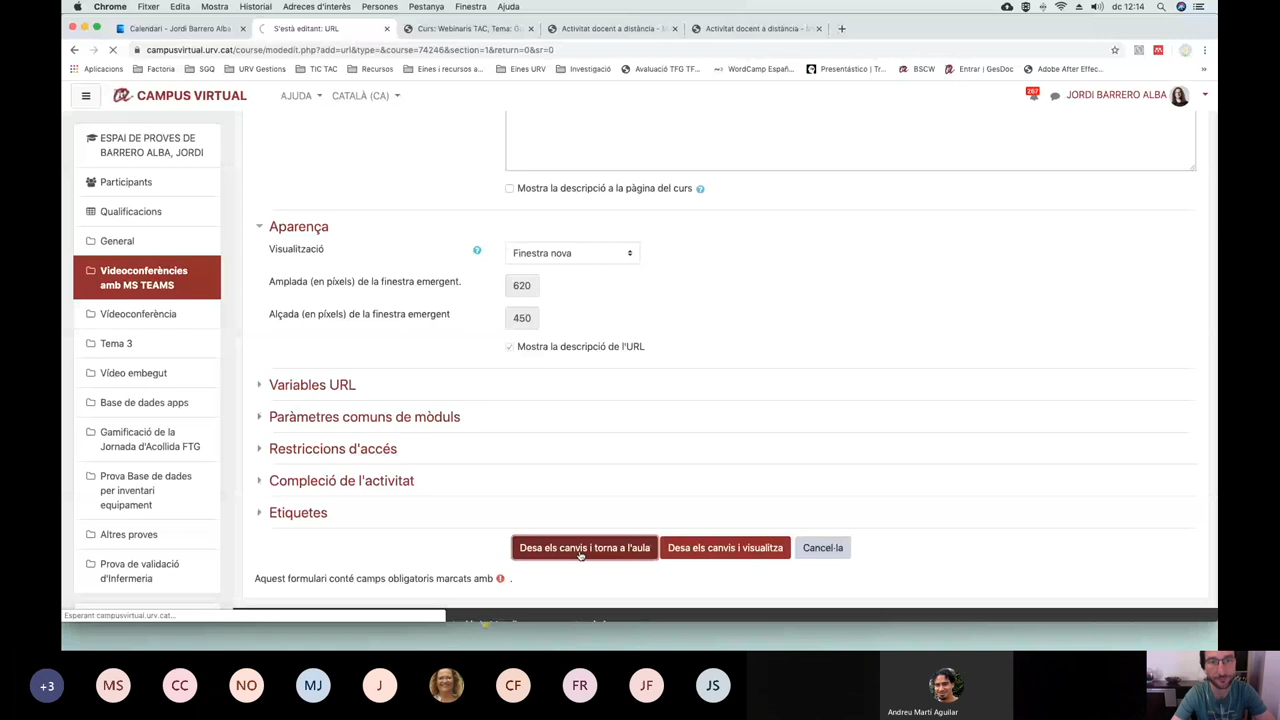 Chrome Fitxer Edita Mostra Historial Adreces d'interès Persones Pestanya Finestra Ajuda dc 12:14
Calendari - Jordi Barrero Alba S'està editant: URL Curs: Webinaris TAC, Tema: G Activitat docent a distància - M Activitat docent a distància - M
campusvirtual.urv.cat/course/modedit.php?add=url&type=&course=74246&section=1&return=0&sr=0
Aplicacions Factoria SGQ URV Gestions TIC TAC Recursos Eines i recursos a... Eines URV Investigació Avaluació TFG TF... WordCamp Españ... Presentástico | Tr... BSCW Entrar | GesDoc Adobe After Effec... »
CAMPUS VIRTUAL AJUDA CATALÀ (CA) 267 JORDI BARRERO ALBA
ESPAI DE PROVES DE
BARRERO ALBA, JORDI
Participants
Qualificacions
General
Videoconferències
amb MS TEAMS
Vídeoconferència
Tema 3
Vídeo embegut
Base de dades apps
Gamificació de la
Jornada d'Acollida FTG
Prova Base de dades
per inventari
equipament
Altres proves
Prova de validació
d'Infermeria
Mostra la descripció a la pàgina del curs
Aparença
Visualització Finestra nova
Amplada (en píxels) de la finestra emergent. 620
Alçada (en píxels) de la finestra emergent 450
Mostra la descripció de l'URL
Variables URL
Paràmetres comuns de mòduls
Restriccions d'accés
Compleció de l'activitat
Etiquetes
Desa els canvis i torna a l'aula Desa els canvis i visualitza Cancel·la
Aquest formulari conté camps obligatoris marcats amb .
Esperant campusvirtual.urv.cat...
+3 MS CC NO MJ J CF FR JF JS
Andreu Martí Aguilar